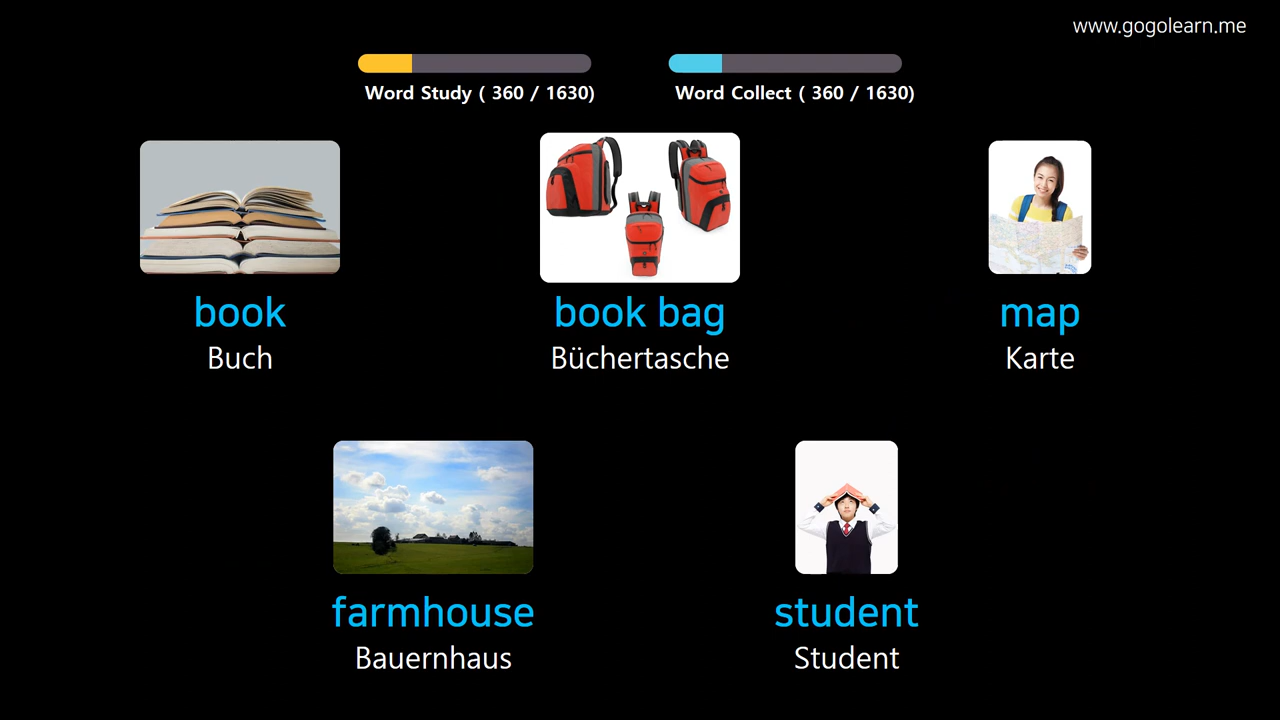 www.gogolearn.me
Word Study ( 360 / 1630)
Word Collect ( 360 / 1630)
book
Buch
book bag
Büchertasche
map
Karte
farmhouse
Bauernhaus
student
Student